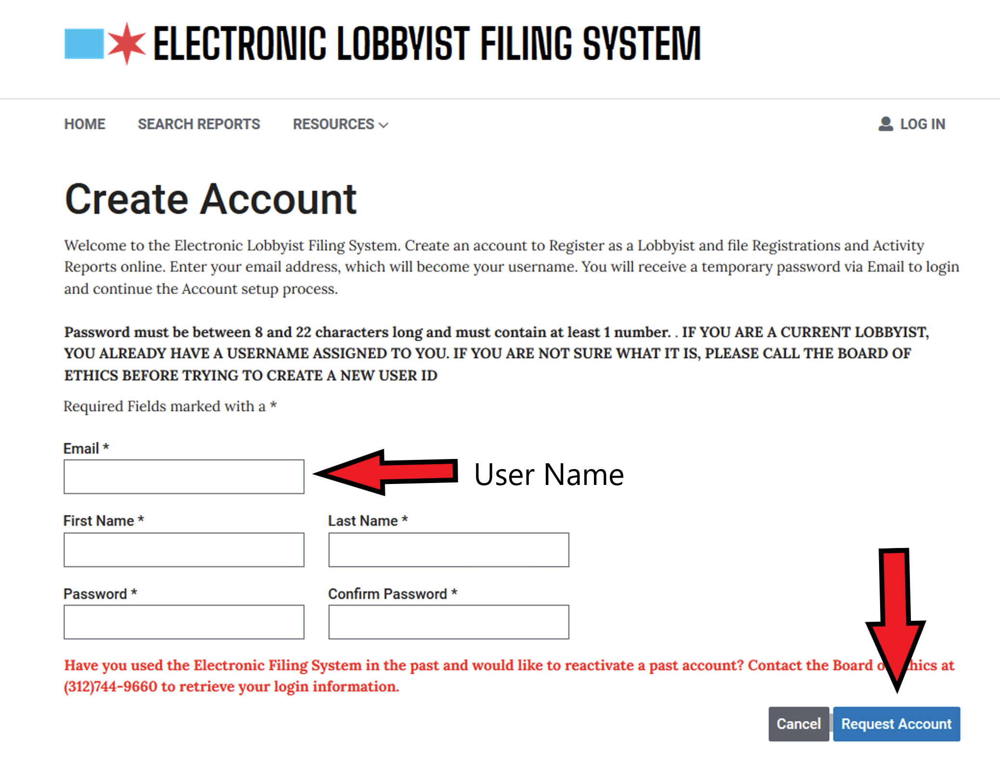 ELECTRONIC LOBBYIST FILING SYSTEM
HOME SEARCH REPORTS RESOURCES LOG IN
Create Account
Welcome to the Electronic Lobbyist Filing System. Create an account to Register as a Lobbyist and file Registrations and Activity
Reports online. Enter your email address, which will become your username. You will receive a temporary password via Email to login
and continue the Account setup process.
Password must be between 8 and 22 characters long and must contain at least 1 number. . IF YOU ARE A CURRENT LOBBYIST,
YOU ALREADY HAVE A USERNAME ASSIGNED TO YOU. IF YOU ARE NOT SURE WHAT IT IS, PLEASE CALL THE BOARD OF
ETHICS BEFORE TRYING TO CREATE A NEW USER ID
Required Fields marked with a *
Email *
User Name
First Name * Last Name *
Password * Confirm Password *
Have you used the Electronic Filing System in the past and would like to reactivate a past account? Contact the Board at
(312)744-9660 to retrieve your login information.
Cancel Request Account